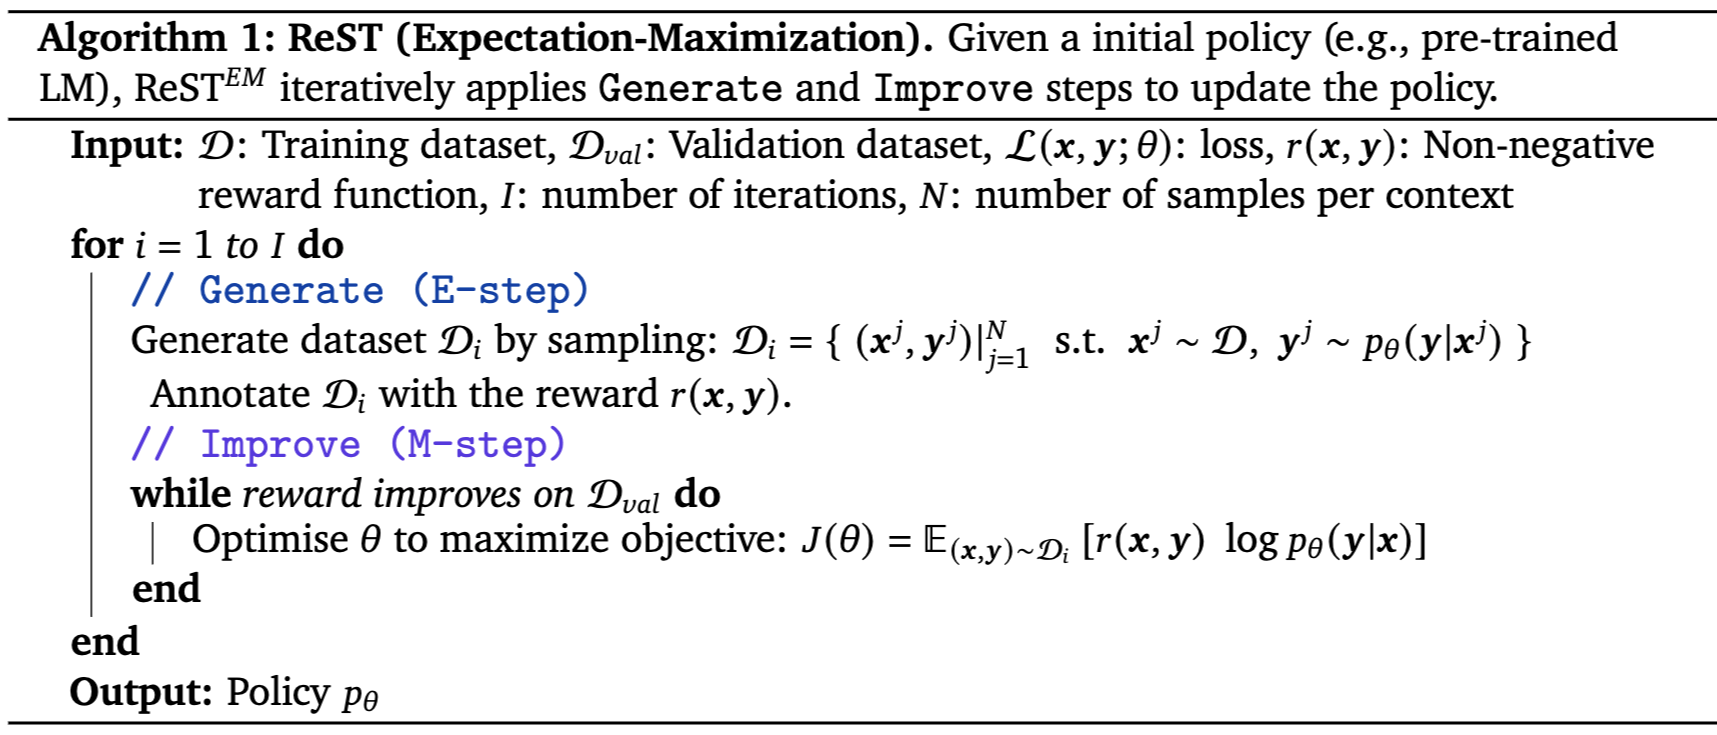 Algorithm 1: ReST (Expectation-Maximization). Given a initial policy (e.g., pre-trained
LM), ReST^{EM} iteratively applies Generate and Improve steps to update the policy.
Input: 𝒟: Training dataset, 𝒟_{val}: Validation dataset, ℒ(x, y; θ): loss, r(x, y): Non-negative
reward function, I: number of iterations, N: number of samples per context
for i = 1 to I do
// Generate (E-step)
Generate dataset 𝒟_i by sampling: 𝒟_i = { (x^j, y^j)|_{j=1}^N s.t. x^j ~ 𝒟, y^j ~ p_θ(y|x^j) }
Annotate 𝒟_i with the reward r(x, y).
// Improve (M-step)
while reward improves on 𝒟_{val} do
Optimise θ to maximize objective: J(θ) = 𝔼_{(x,y)~𝒟_i} [r(x, y) log p_θ(y|x)]
end
end
Output: Policy p_θ